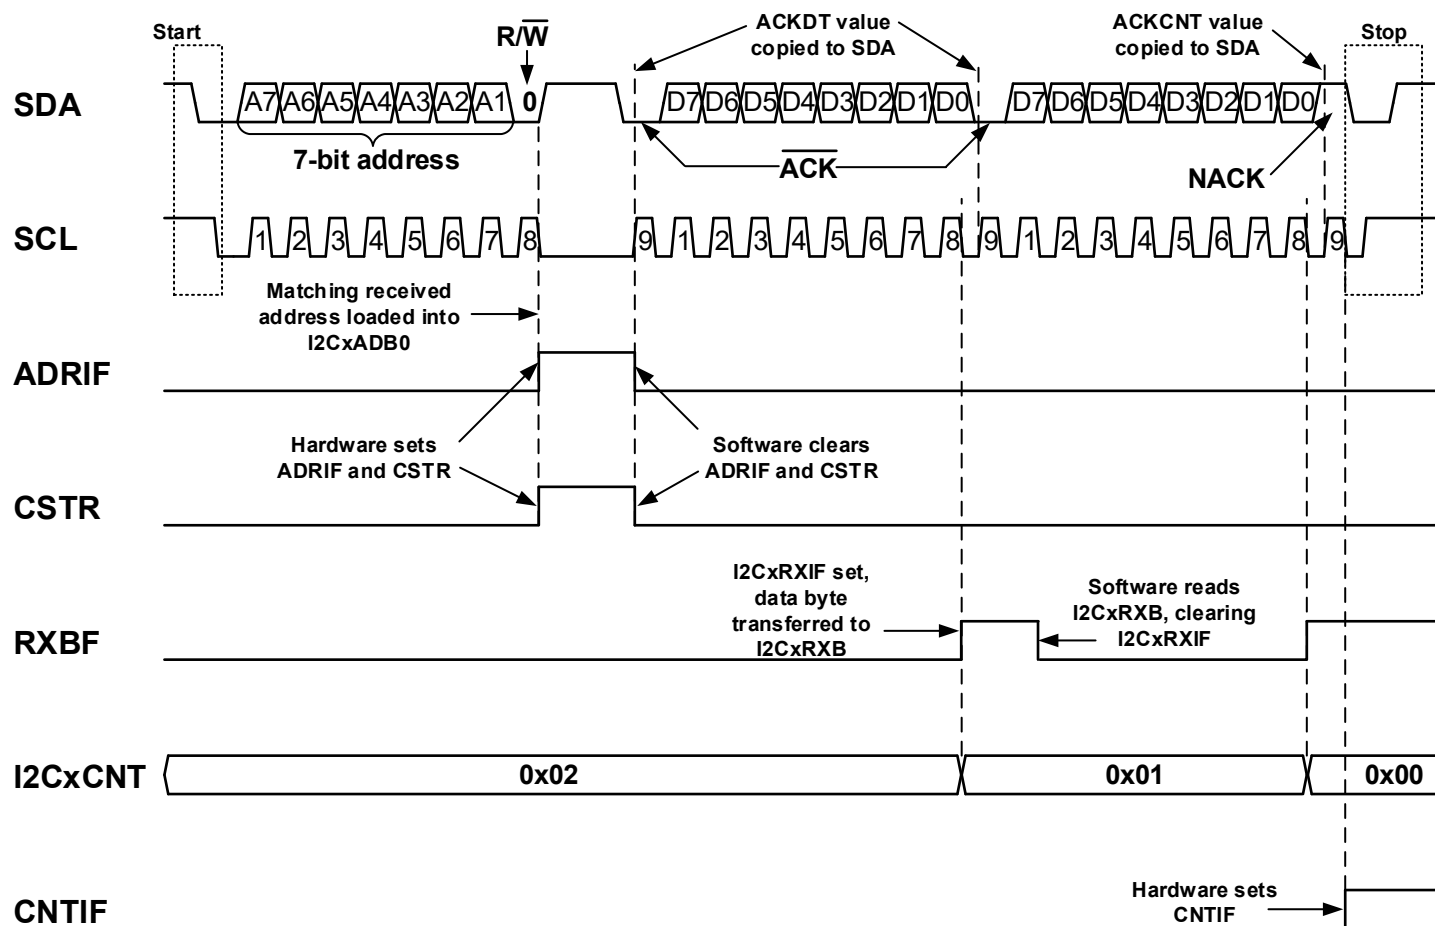 Start
R/W
ACKDT value
copied to SDA
ACKCNT value
copied to SDA
Stop
SDA
A7 A6 A5 A4 A3 A2 A1 0 D7 D6 D5 D4 D3 D2 D1 D0 D7 D6 D5 D4 D3 D2 D1 D0
7-bit address
ACK
NACK
SCL
1 2 3 4 5 6 7 8 9 1 2 3 4 5 6 7 8 9 1 2 3 4 5 6 7 8 9
Matching received
address loaded into
I2CxADB0
ADRIF
Hardware sets
ADRIF and CSTR
Software clears
ADRIF and CSTR
CSTR
I2CxRXIF set,
data byte
transferred to
I2CxRXB
Software reads
I2CxRXB, clearing
I2CxRXIF
RXBF
I2CxCNT
0x02 0x01 0x00
Hardware sets
CNTIF
CNTIF